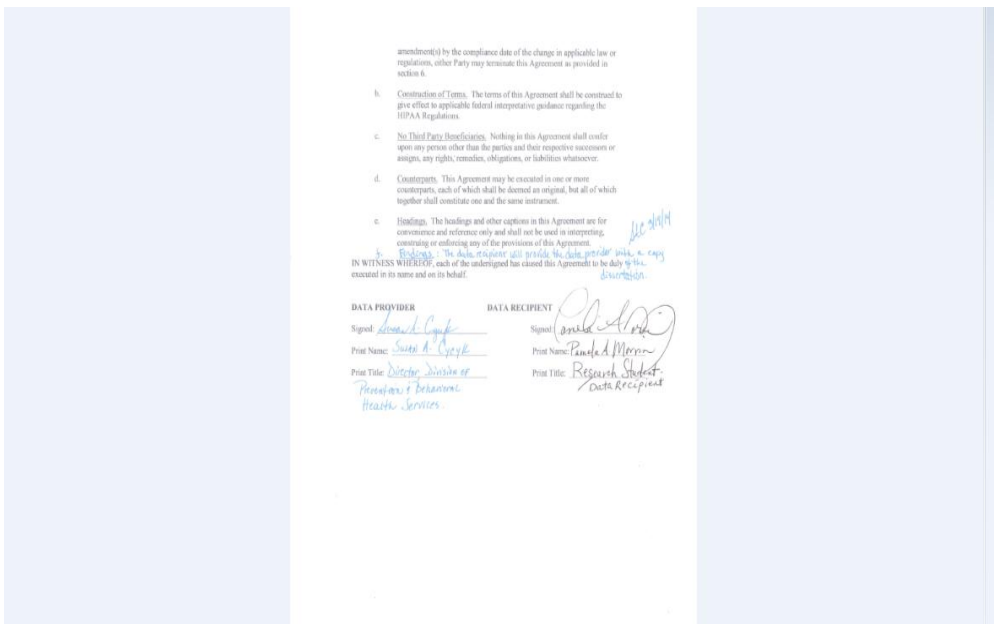 amendment(s) by the compliance date of the change in applicable law or
regulations, either Party may terminate this Agreement as provided in
section 6.
b. Construction of Terms. The terms of this Agreement shall be construed to
give effect to applicable federal interpretative guidance regarding the
HIPAA Regulations.
c. No Third Party Beneficiaries. Nothing in this Agreement shall confer
upon any person other than the parties and their respective successors or
assigns, any rights, remedies, obligations, or liabilities whatsoever.
d. Counterparts. This Agreement may be executed in one or more
counterparts, each of which shall be deemed an original, but all of which
together shall constitute one and the same instrument.
e. Headings. The headings and other captions in this Agreement are for
convenience and reference only and shall not be used in interpreting,
construing or enforcing any of the provisions of this Agreement.
f. Findings: The data recipient will provide the data provider with a copy
of the
dissertation.
IN WITNESS WHEREOF, each of the undersigned has caused this Agreement to be duly
executed in its name and on its behalf.
DATA PROVIDER DATA RECIPIENT
Signed: Signed:
Print Name: Susan A. Cycyk Print Name: Pamela A Morrin
Print Title: Director, Division of Print Title: Research Student-
Prevention & Behavioral Data Recipient
Health Services